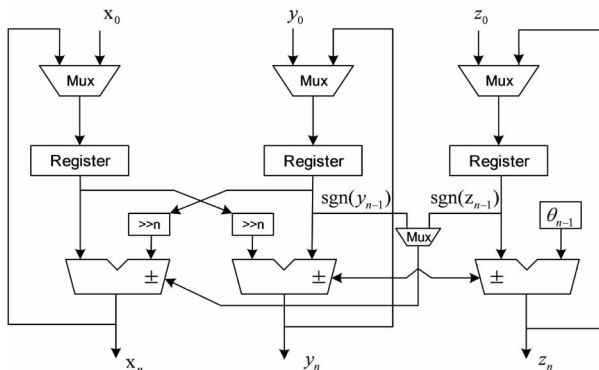 x₀ y₀ z₀
Mux Mux Mux
Register Register Register
sgn(yₙ₋₁) sgn(zₙ₋₁)
>>n >>n Mux θₙ₋₁
± ± ±
xₙ yₙ zₙ